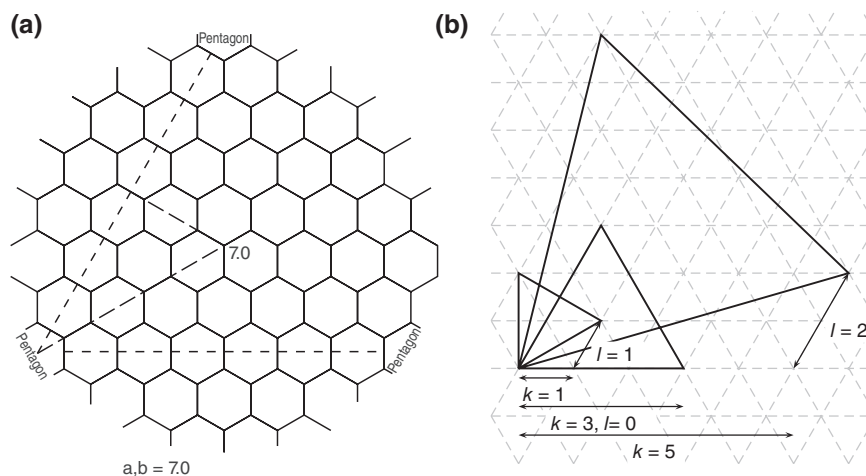 (a)
Pentagon
7.0
Pentagon
Pentagon
a,b = 7.0
(b)
l = 2
l = 1
k = 1
k = 3, l= 0
k = 5